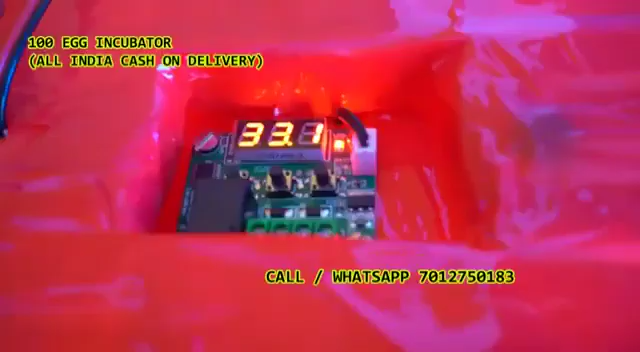 100 EGG INCUBATOR
(ALL INDIA CASH ON DELIVERY)
33.1
CALL / WHATSAPP 7012750183